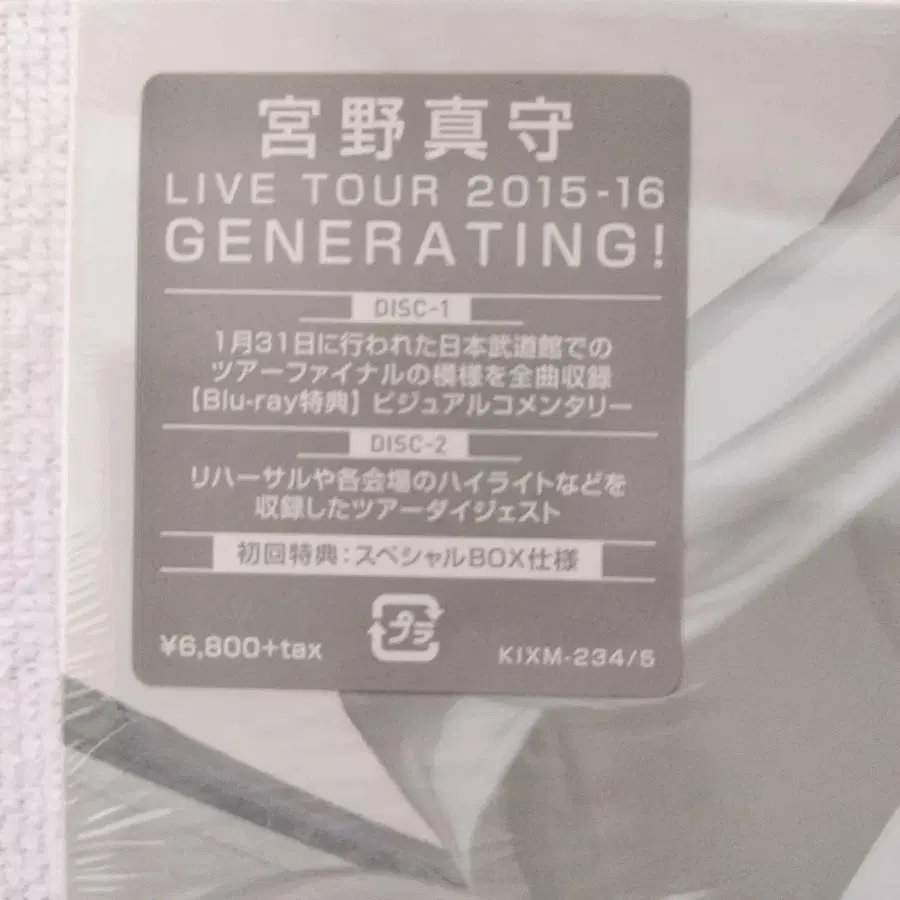 宮野真守
LIVE TOUR 2015-16
GENERATING!
DISC-1
1月31日に行われた日本武道館での
ツアーファイナルの模様を全曲収録
【Blu-ray特典】ビジュアルコメンタリー
DISC-2
リハーサルや各会場のハイライトなどを
収録したツアーダイジェスト
初回特典:スペシャルBOX仕様
¥6,800+tax
プラ
KIXM-234/5